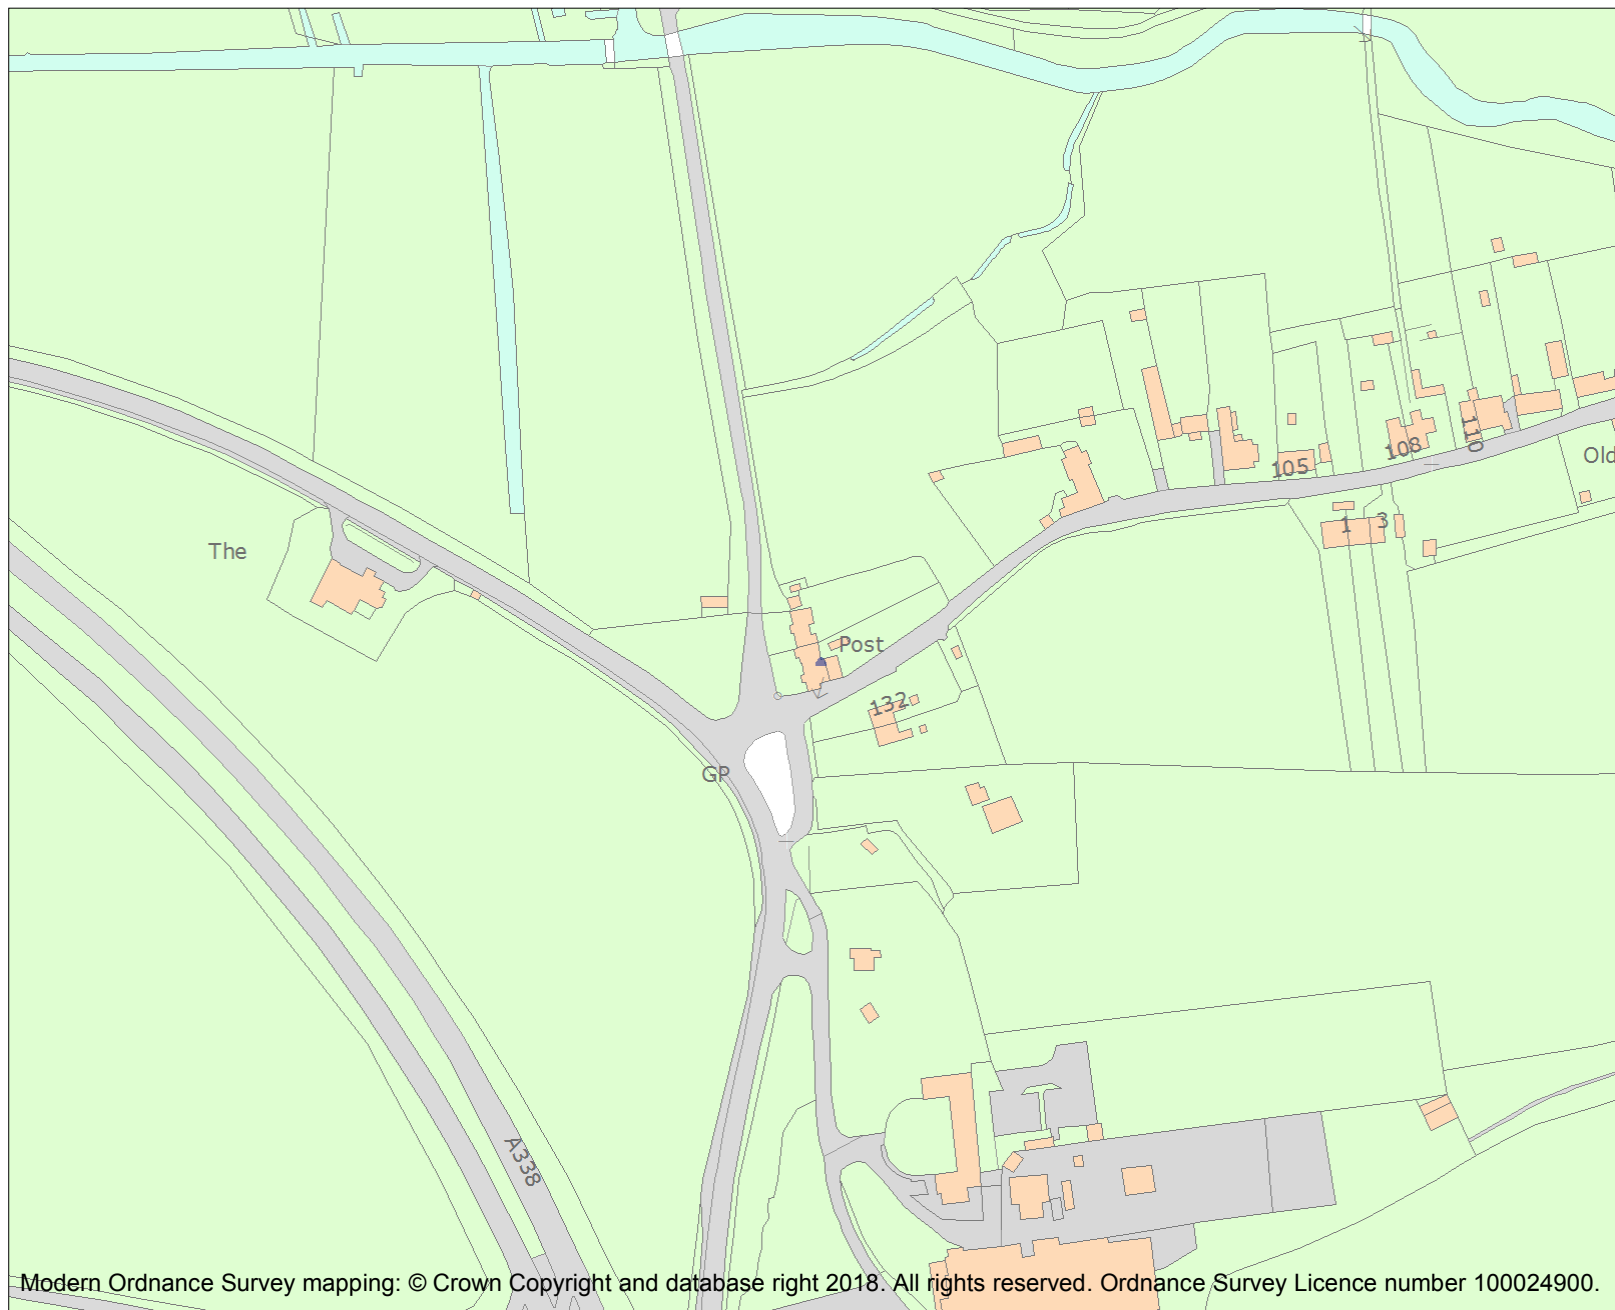 110
108
Old
105
1
3
The
Post
132
GP
A338
Modern Ordnance Survey mapping: © Crown Copyright and database right 2018. All rights reserved. Ordnance Survey Licence number 100024900.